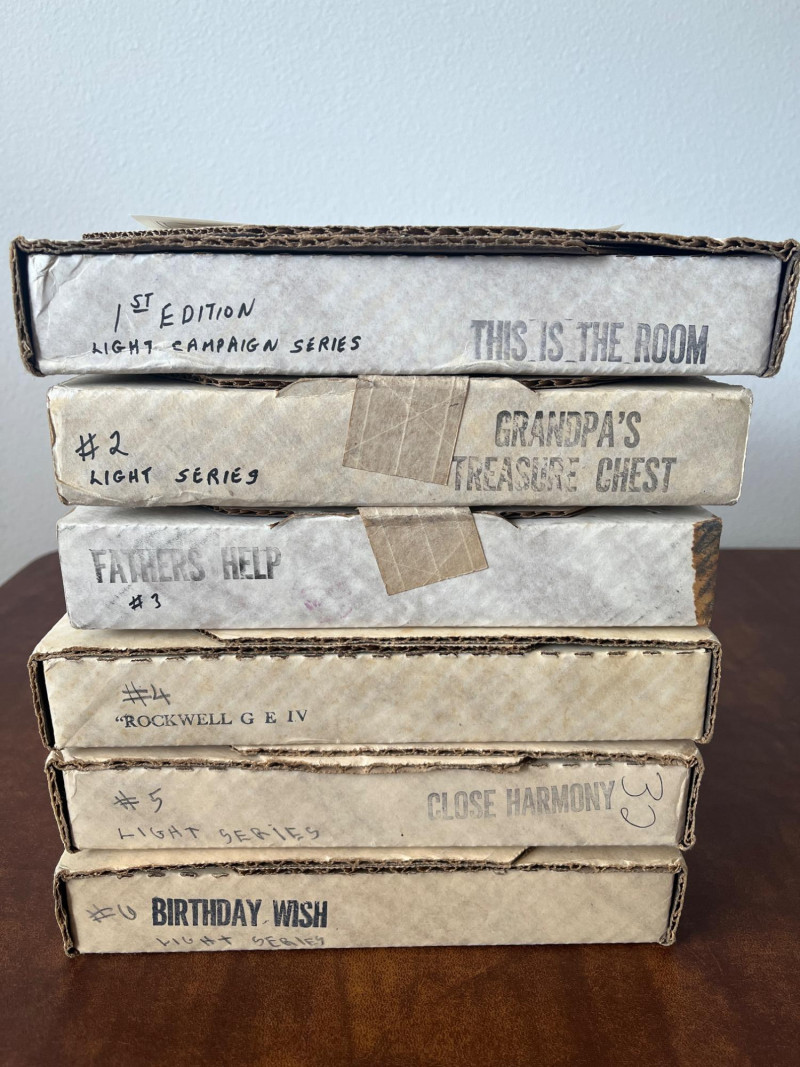 1ST EDITION
LIGHT CAMPAIGN SERIES
THIS IS THE ROOM
#2
LIGHT SERIES
GRANDPA'S
TREASURE CHEST
FATHERS HELP
#3
#4
"ROCKWELL G E IV
#5
LIGHT SERIES
CLOSE HARMONY
#6 BIRTHDAY WISH
LIGHT SERIES